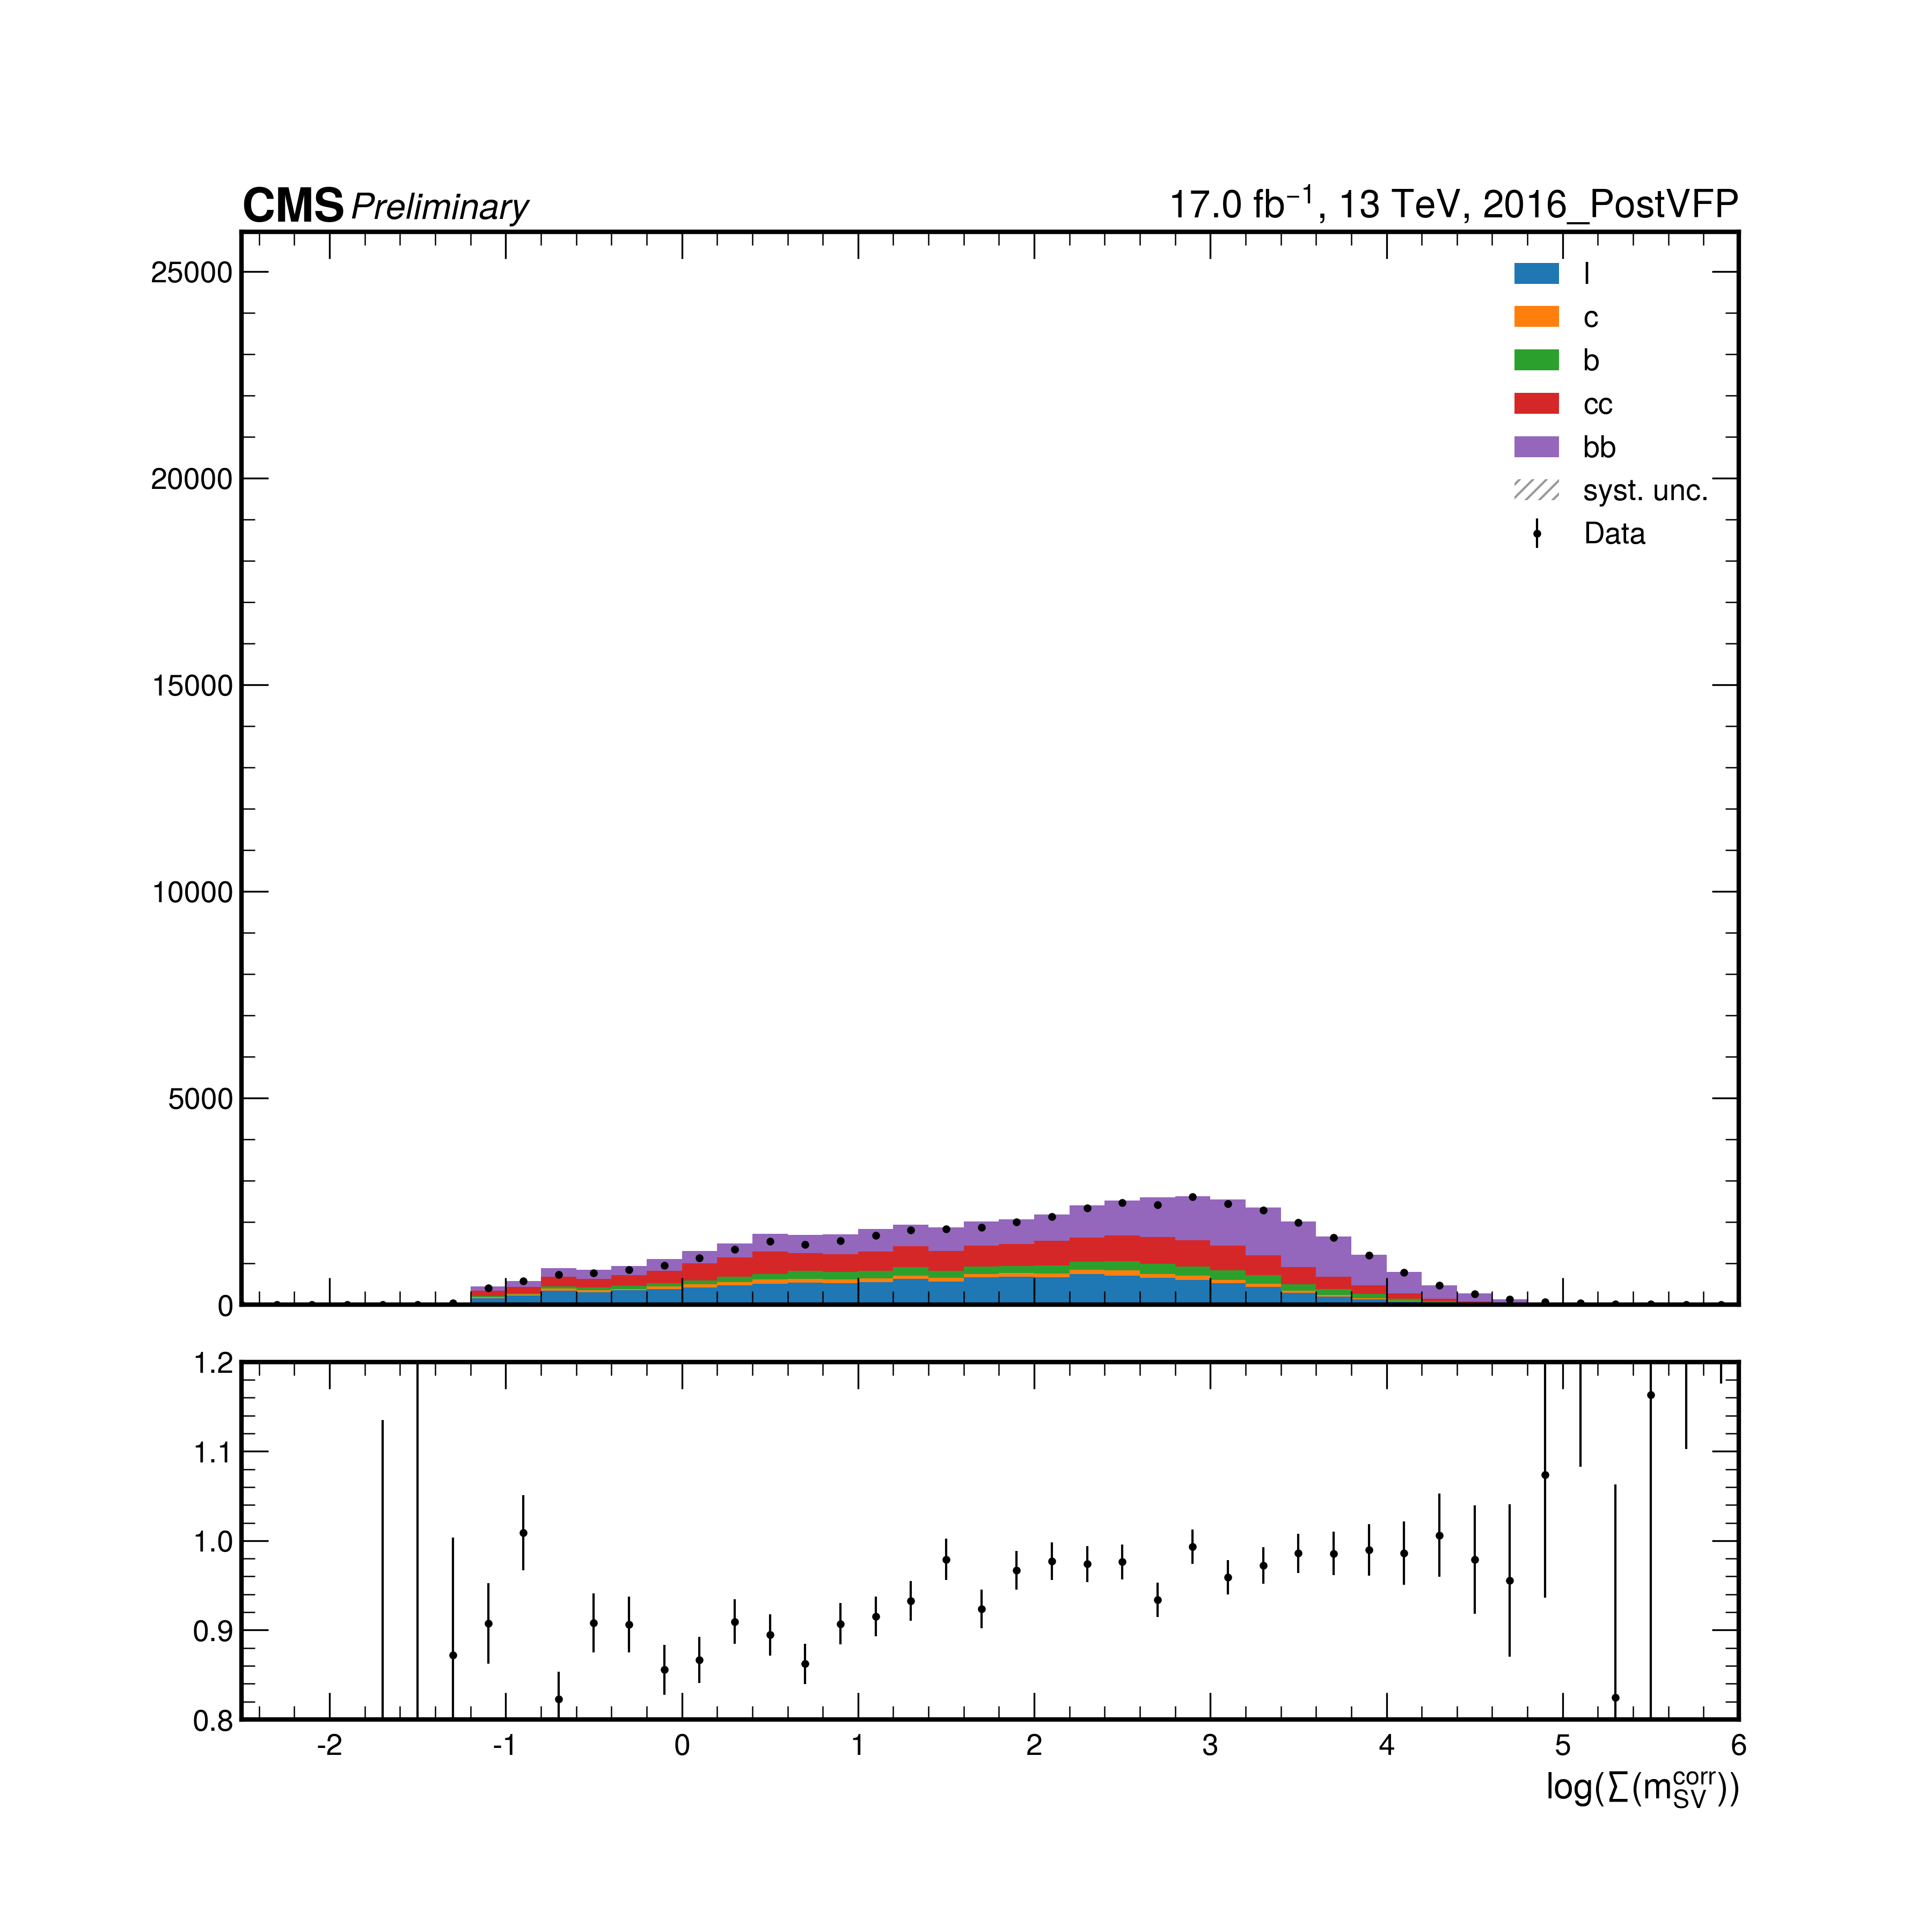 CMS Preliminary
17.0 fb⁻¹, 13 TeV, 2016_PostVFP
25000
20000
15000
10000
5000
0
l
c
b
cc
bb
syst. unc.
Data
1.2
1.1
1.0
0.9
0.8
-2 -1 0 1 2 3 4 5 6
log(Σ(m_SV^corr))